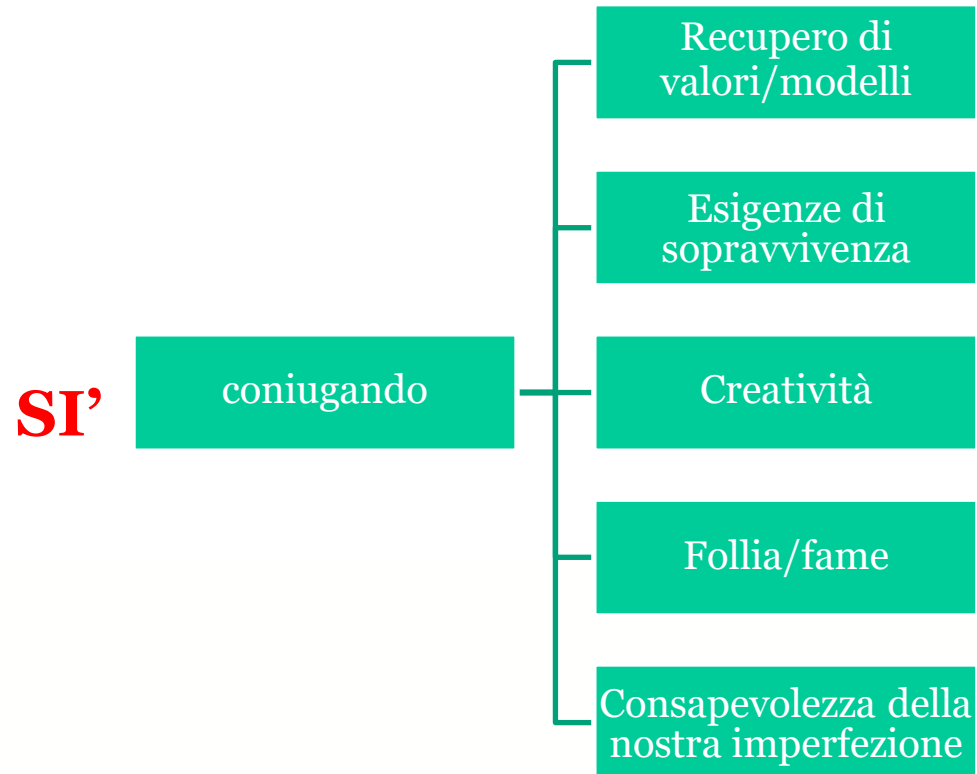 SI’
coniugando
Recupero di
valori/modelli
Esigenze di
sopravvivenza
Creatività
Follia/fame
Consapevolezza della
nostra imperfezione